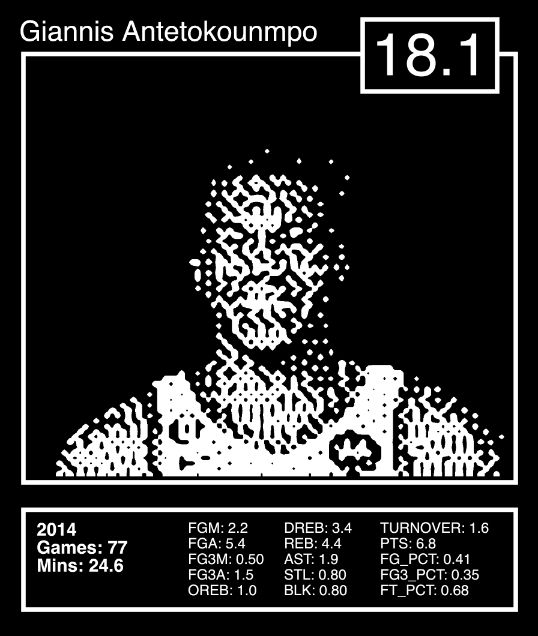 Giannis Antetokounmpo
18.1
2014
Games: 77
Mins: 24.6
FGM: 2.2
FGA: 5.4
FG3M: 0.50
FG3A: 1.5
OREB: 1.0
DREB: 3.4
REB: 4.4
AST: 1.9
STL: 0.80
BLK: 0.80
TURNOVER: 1.6
PTS: 6.8
FG_PCT: 0.41
FG3_PCT: 0.35
FT_PCT: 0.68